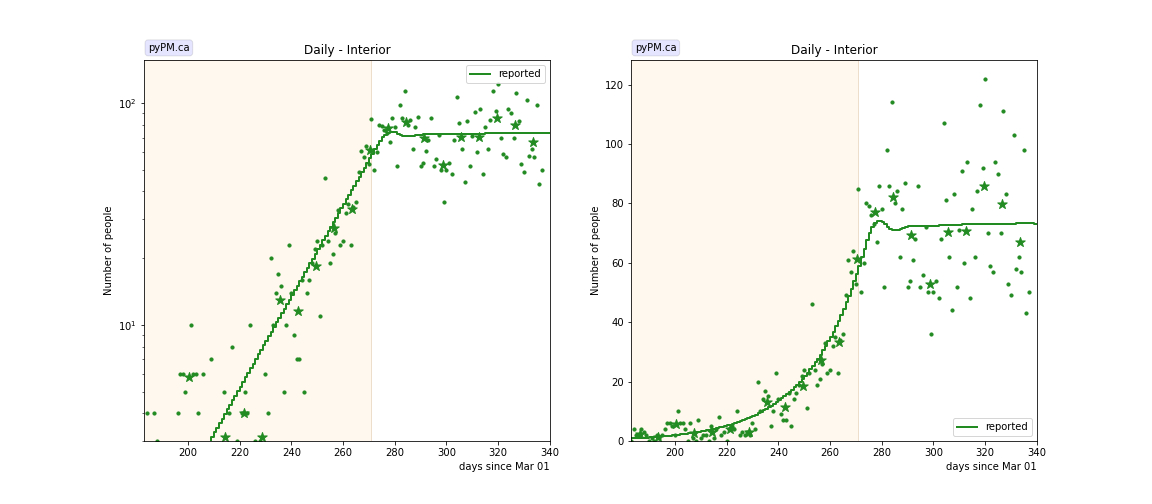 pyPM.ca
Daily - Interior
reported
10²
10¹
Number of people
200 220 240 260 280 300 320 340
days since Mar 01
pyPM.ca
Daily - Interior
120
100
80
60
40
20
0
Number of people
reported
200 220 240 260 280 300 320 340
days since Mar 01